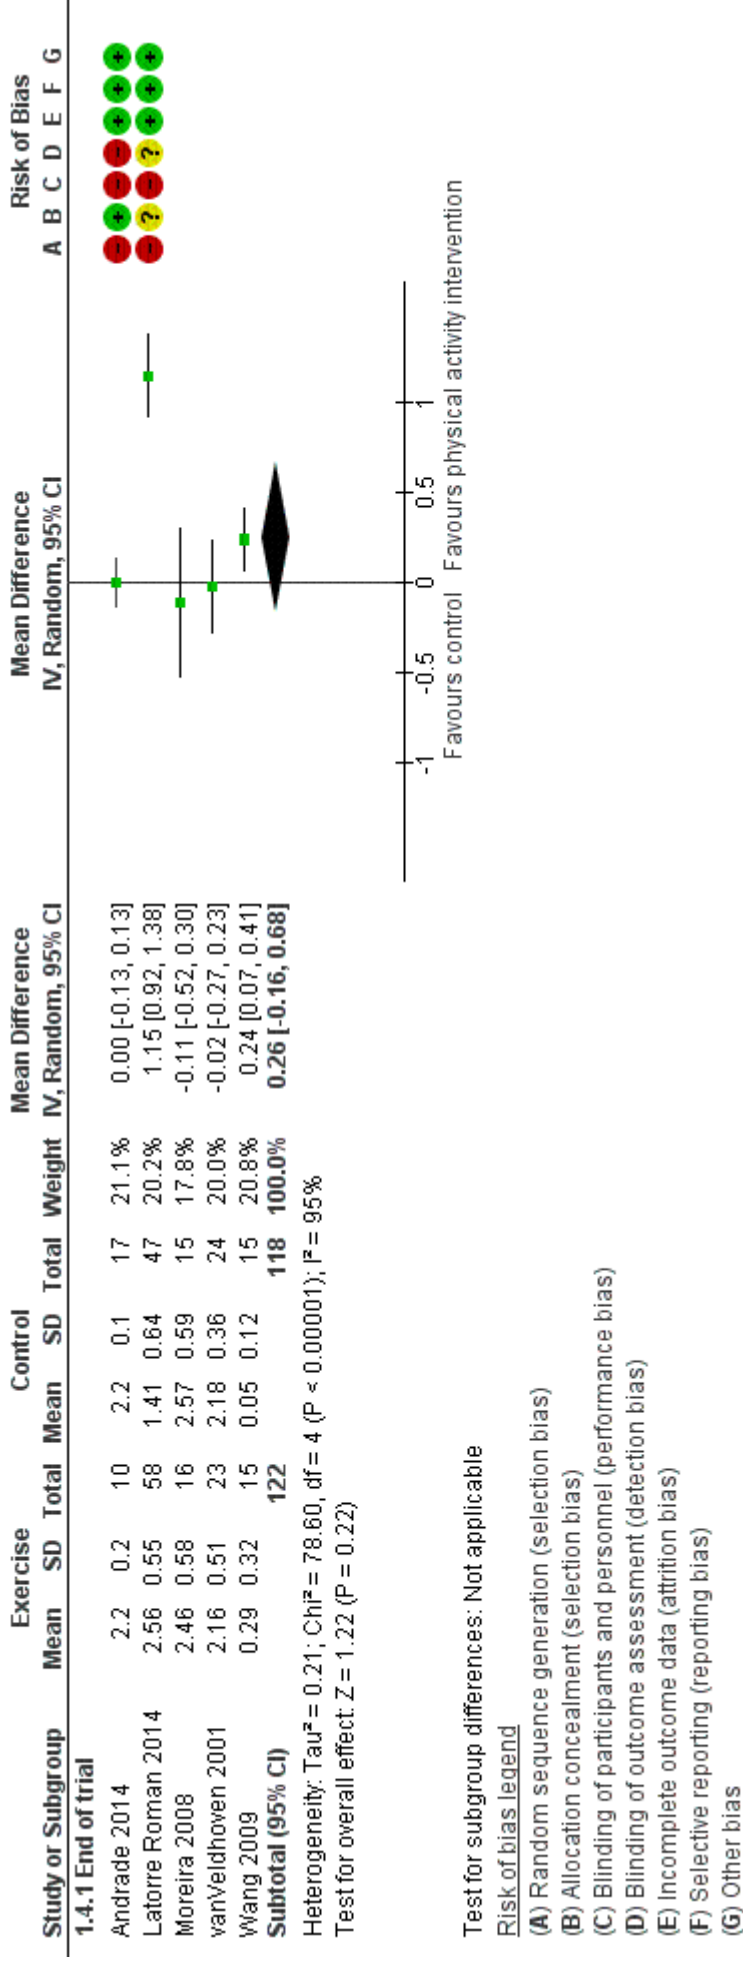 Exercise Control Mean Difference Mean Difference Risk of Bias
Study or Subgroup Mean SD Total Mean SD Total Weight IV, Random, 95% CI IV, Random, 95% CI A B C D E F G
1.4.1 End of trial
Andrade 2014 2.2 0.2 10 2.2 0.1 17 21.1% 0.00 [-0.13, 0.13] - + - - + + +
Latorre Roman 2014 2.56 0.55 58 1.41 0.64 47 20.2% 1.15 [0.92, 1.38] - ? - ? + + +
Moreira 2008 2.46 0.58 16 2.57 0.59 15 17.8% -0.11 [-0.52, 0.30]
vanVeldhoven 2001 2.16 0.51 23 2.18 0.36 24 20.0% -0.02 [-0.27, 0.23]
Wang 2009 0.29 0.32 15 0.05 0.12 15 20.8% 0.24 [0.07, 0.41]
Subtotal (95% CI) 122 118 100.0% 0.26 [-0.16, 0.68]
Heterogeneity: Tau² = 0.21; Chi² = 78.60, df = 4 (P < 0.00001); I² = 95%
Test for overall effect: Z = 1.22 (P = 0.22)
-1 -0.5 0 0.5 1
Favours control Favours physical activity intervention
Test for subgroup differences: Not applicable
Risk of bias legend
(A) Random sequence generation (selection bias)
(B) Allocation concealment (selection bias)
(C) Blinding of participants and personnel (performance bias)
(D) Blinding of outcome assessment (detection bias)
(E) Incomplete outcome data (attrition bias)
(F) Selective reporting (reporting bias)
(G) Other bias